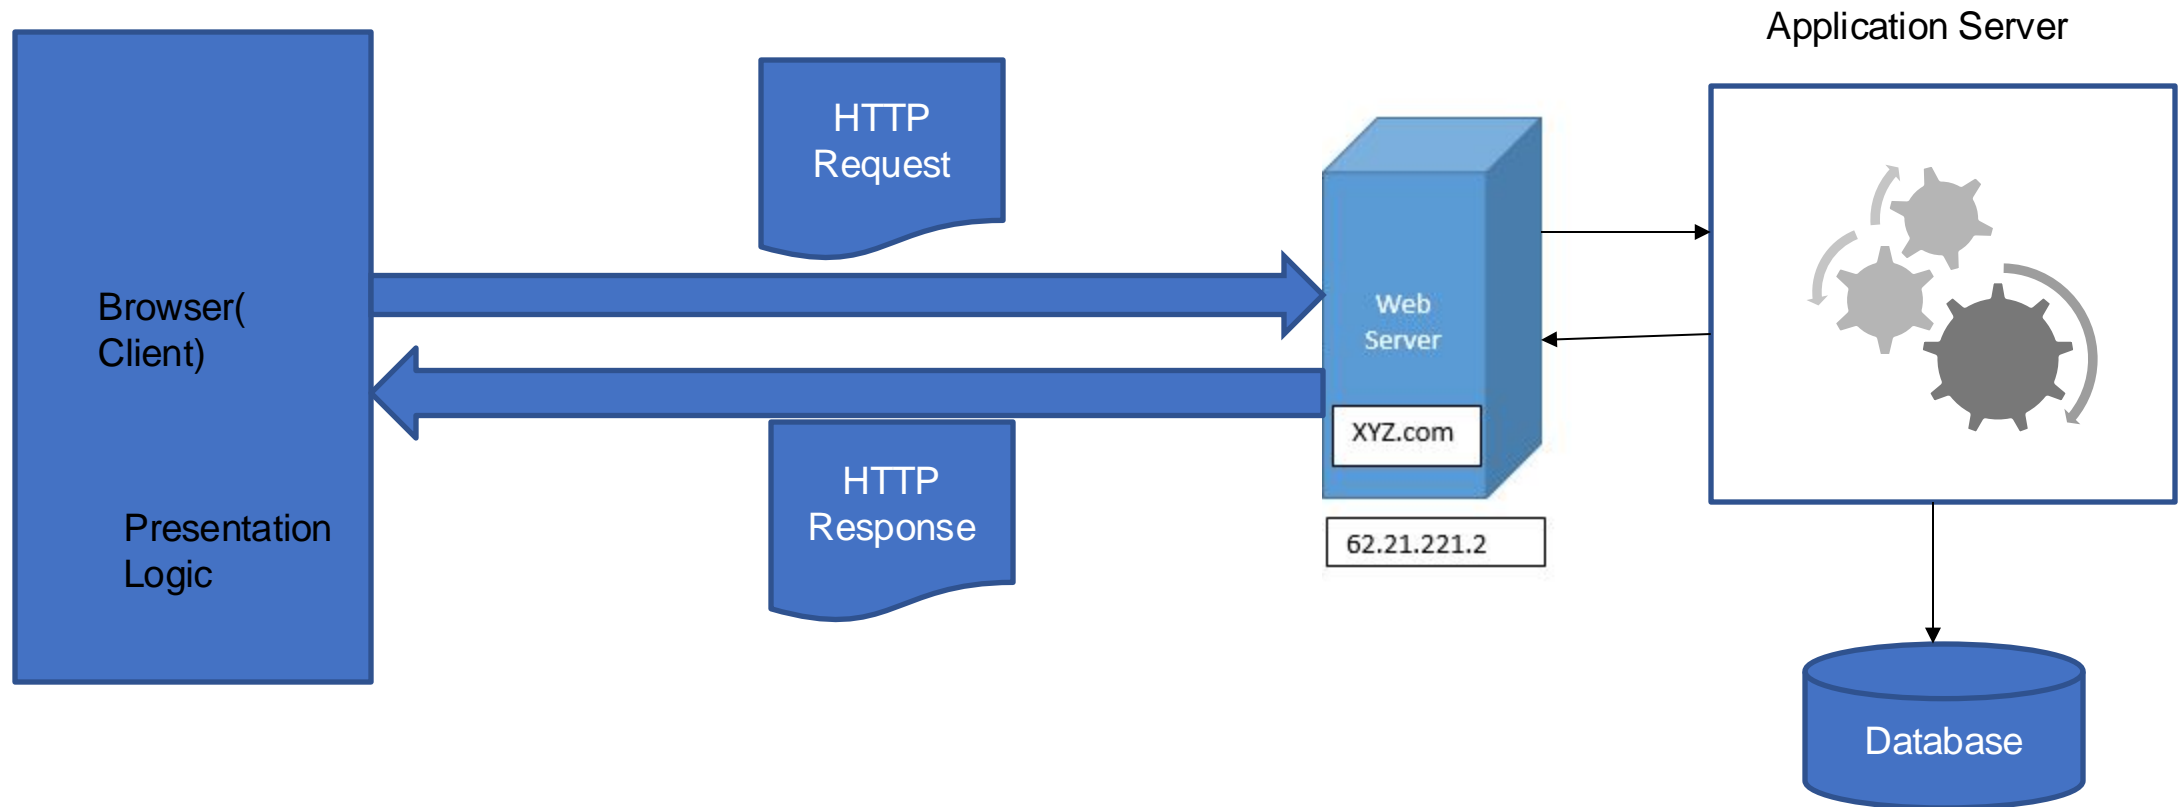 Application Server
HTTP
Request
Browser(
Client)
Web
Server
XYZ.com
HTTP
Response
62.21.221.2
Presentation
Logic
Database